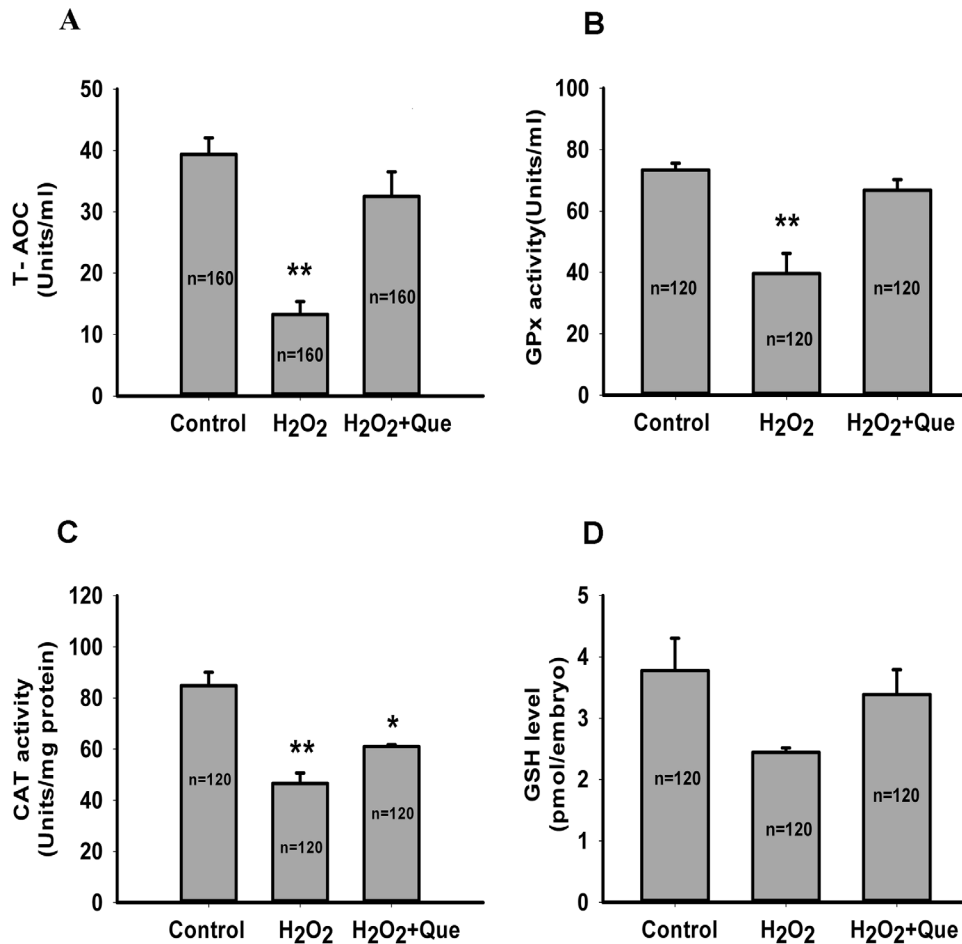 A
T- AOC
(Units/ml)
50
40
30
20
10
0
n=160
**
n=160
n=160
Control
H2O2
H2O2+Que
B
GPx activity(Units/ml)
100
80
60
40
20
0
n=120
**
n=120
n=120
Control
H2O2
H2O2+Que
C
CAT activity
(Units/mg protein)
120
100
80
60
40
20
0
n=120
**
n=120
*
n=120
Control
H2O2
H2O2+Que
D
GSH level
(pmol/embryo)
5
4
3
2
1
0
n=120
n=120
n=120
Control
H2O2
H2O2+Que